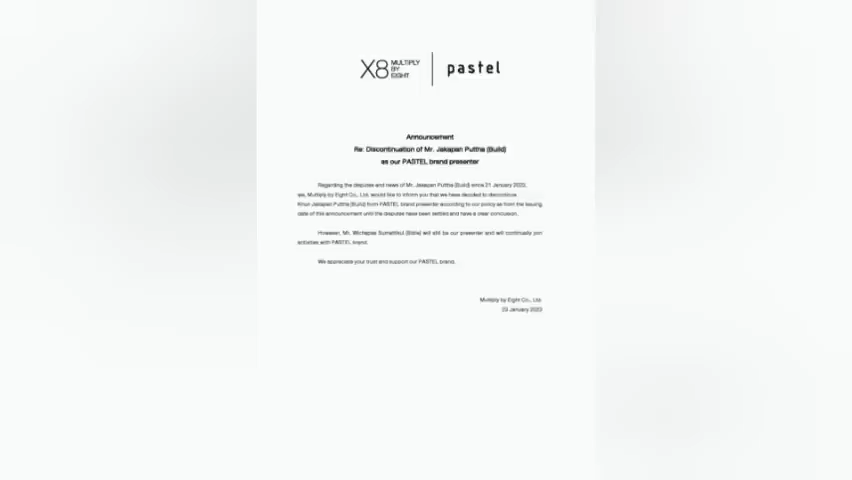 X8 MULTIPLY BY EIGHT | pastel
Announcement
Re: Discontinuation of Mr. Jakapan Puttha (Build)
as our PASTEL brand presenter
Regarding the disputes and news of Mr. Jakapan Puttha (Build) since 21 January 2023,
we, Multiply by Eight Co., Ltd. would like to inform you that we have decided to discontinue
Khun Jakapan Puttha (Build) from PASTEL brand presenter according to our policy as from the issuing
date of this announcement until the disputes have been settled and have a clear conclusion.
However, Mr. Wichapas Sumettikul (Bible) will still be our presenter and will continually join
activities with PASTEL brand.
We appreciate your trust and support our PASTEL brand.
Multiply by Eight Co., Ltd.
23 January 2023